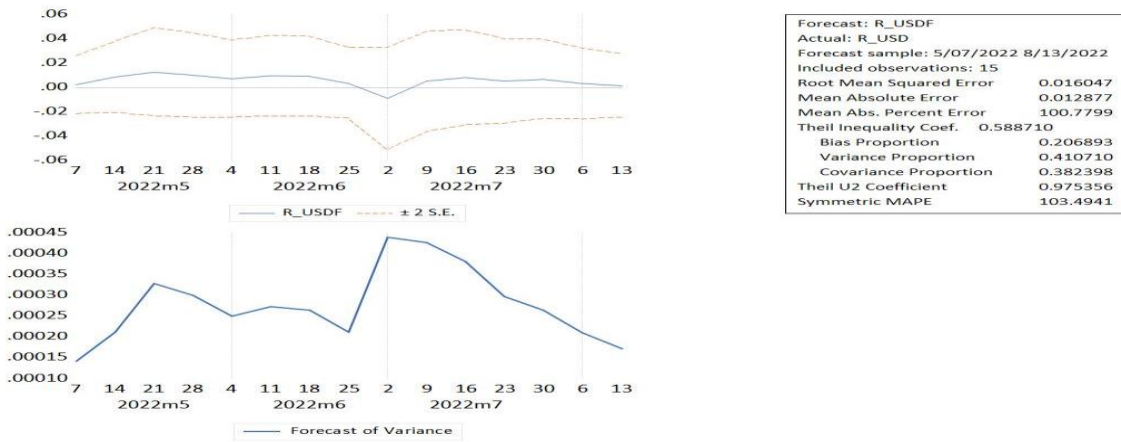 .06
.04
.02
.00
-.02
-.04
-.06
7 14 21 28 4 11 18 25 2 9 16 23 30 6 13
2022m5 2022m6 2022m7
R_USDF ± 2 S.E.
Forecast: R_USDF
Actual: R_USD
Forecast sample: 5/07/2022 8/13/2022
Included observations: 15
Root Mean Squared Error 0.016047
Mean Absolute Error 0.012877
Mean Abs. Percent Error 100.7799
Theil Inequality Coef. 0.588710
Bias Proportion 0.206893
Variance Proportion 0.410710
Covariance Proportion 0.382398
Theil U2 Coefficient 0.975356
Symmetric MAPE 103.4941
.00045
.00040
.00035
.00030
.00025
.00020
.00015
.00010
7 14 21 28 4 11 18 25 2 9 16 23 30 6 13
2022m5 2022m6 2022m7
Forecast of Variance